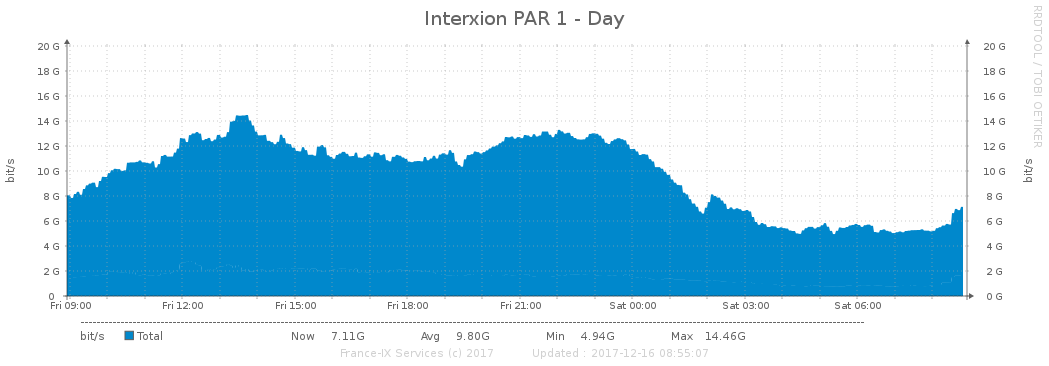 Interxion PAR 1 - Day
RRDTOOL / TOBI OETIKER
bit/s
bit/s
20 G 20 G
18 G 18 G
16 G 16 G
14 G 14 G
12 G 12 G
10 G 10 G
8 G 8 G
6 G 6 G
4 G 4 G
2 G 2 G
0 0 G
Fri 09:00 Fri 12:00 Fri 15:00 Fri 18:00 Fri 21:00 Sat 00:00 Sat 03:00 Sat 06:00
bit/s Total Now 7.11G Avg 9.80G Min 4.94G Max 14.46G
France-IX Services (c) 2017 Updated : 2017-12-16 08:55:07